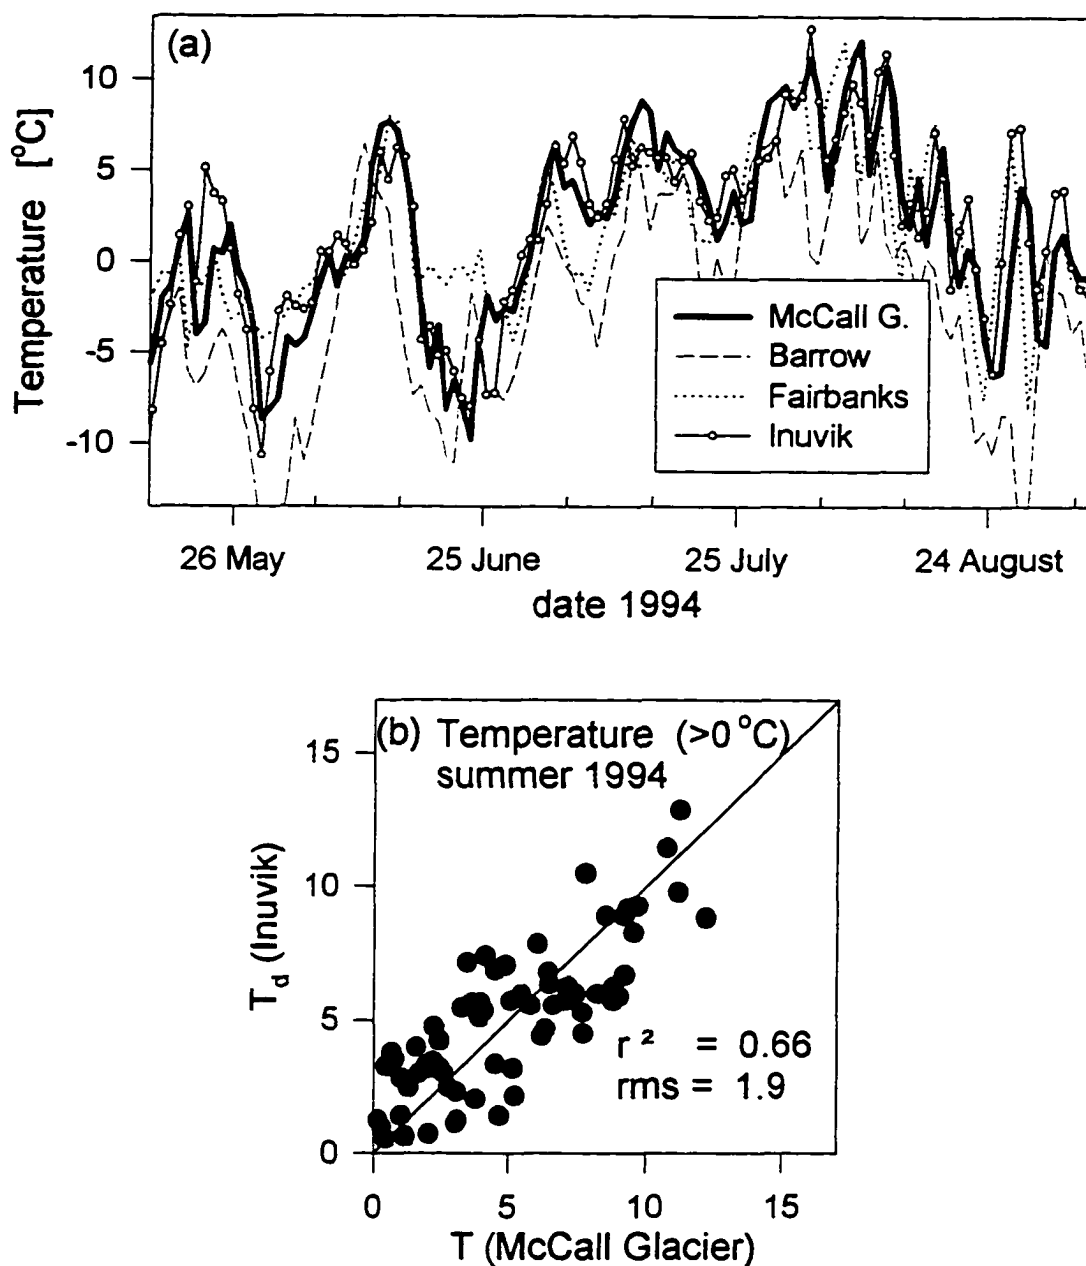 (a)
Temperature [°C]
10
5
0
-5
-10
McCall G.
Barrow
Fairbanks
Inuvik
26 May
25 June
25 July
24 August
date 1994
(b) Temperature (>0 °C)
summer 1994
T_d (Inuvik)
15
10
5
0
r² = 0.66
rms = 1.9
0
5
10
15
T (McCall Glacier)